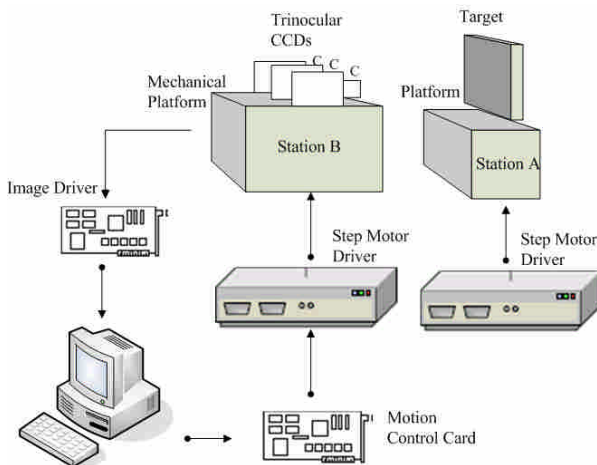 Trinocular
CCDs
Target
C
C
C
Mechanical
Platform
Platform
Station B
Station A
Image Driver
Step Motor
Driver
Step Motor
Driver
Motion
Control Card